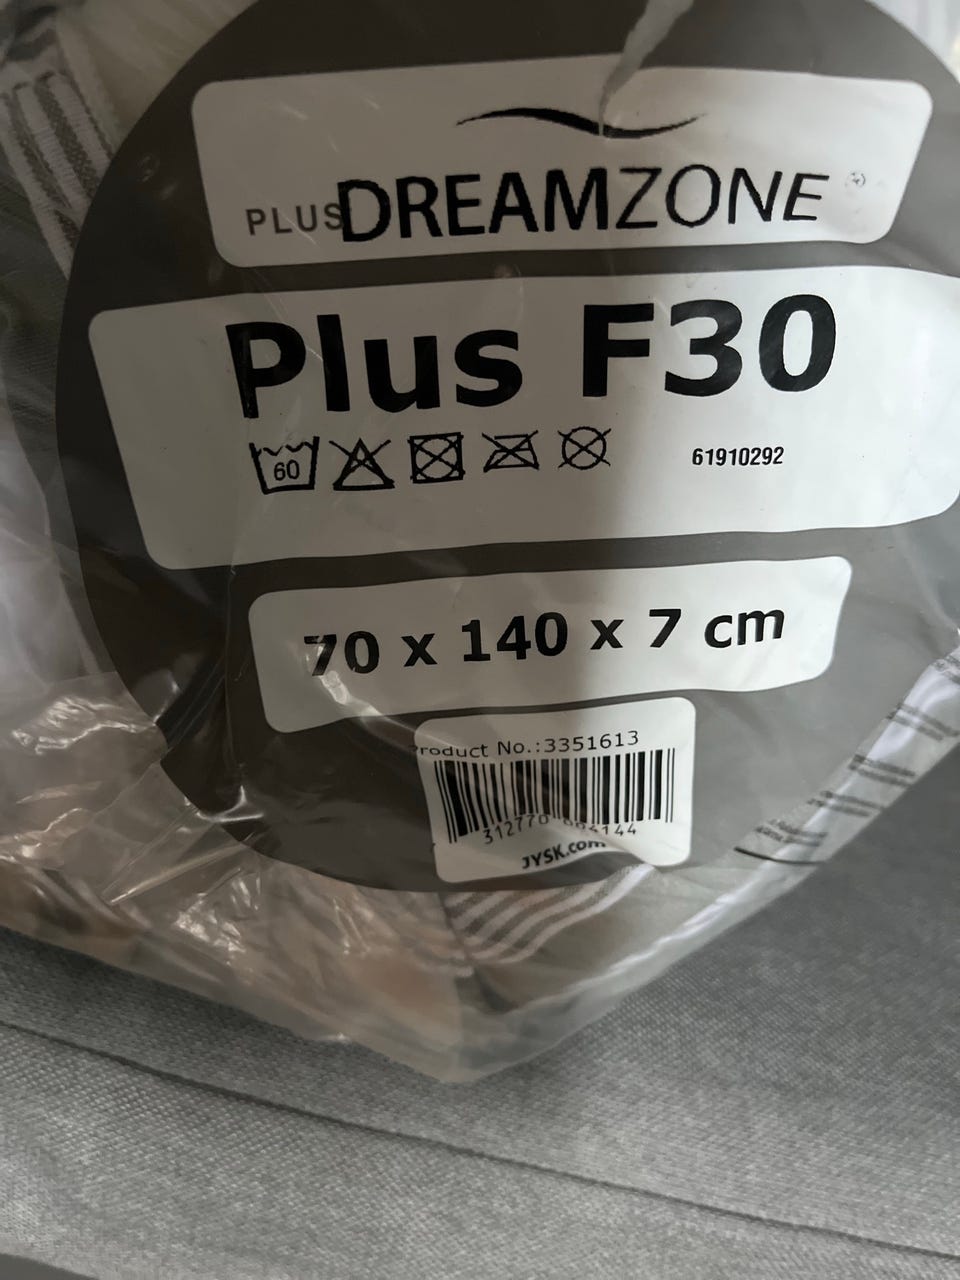 PLUS DREAMZONE
Plus F30
60
61910292
70 x 140 x 7 cm
Product No.:3351613
JYSK.com